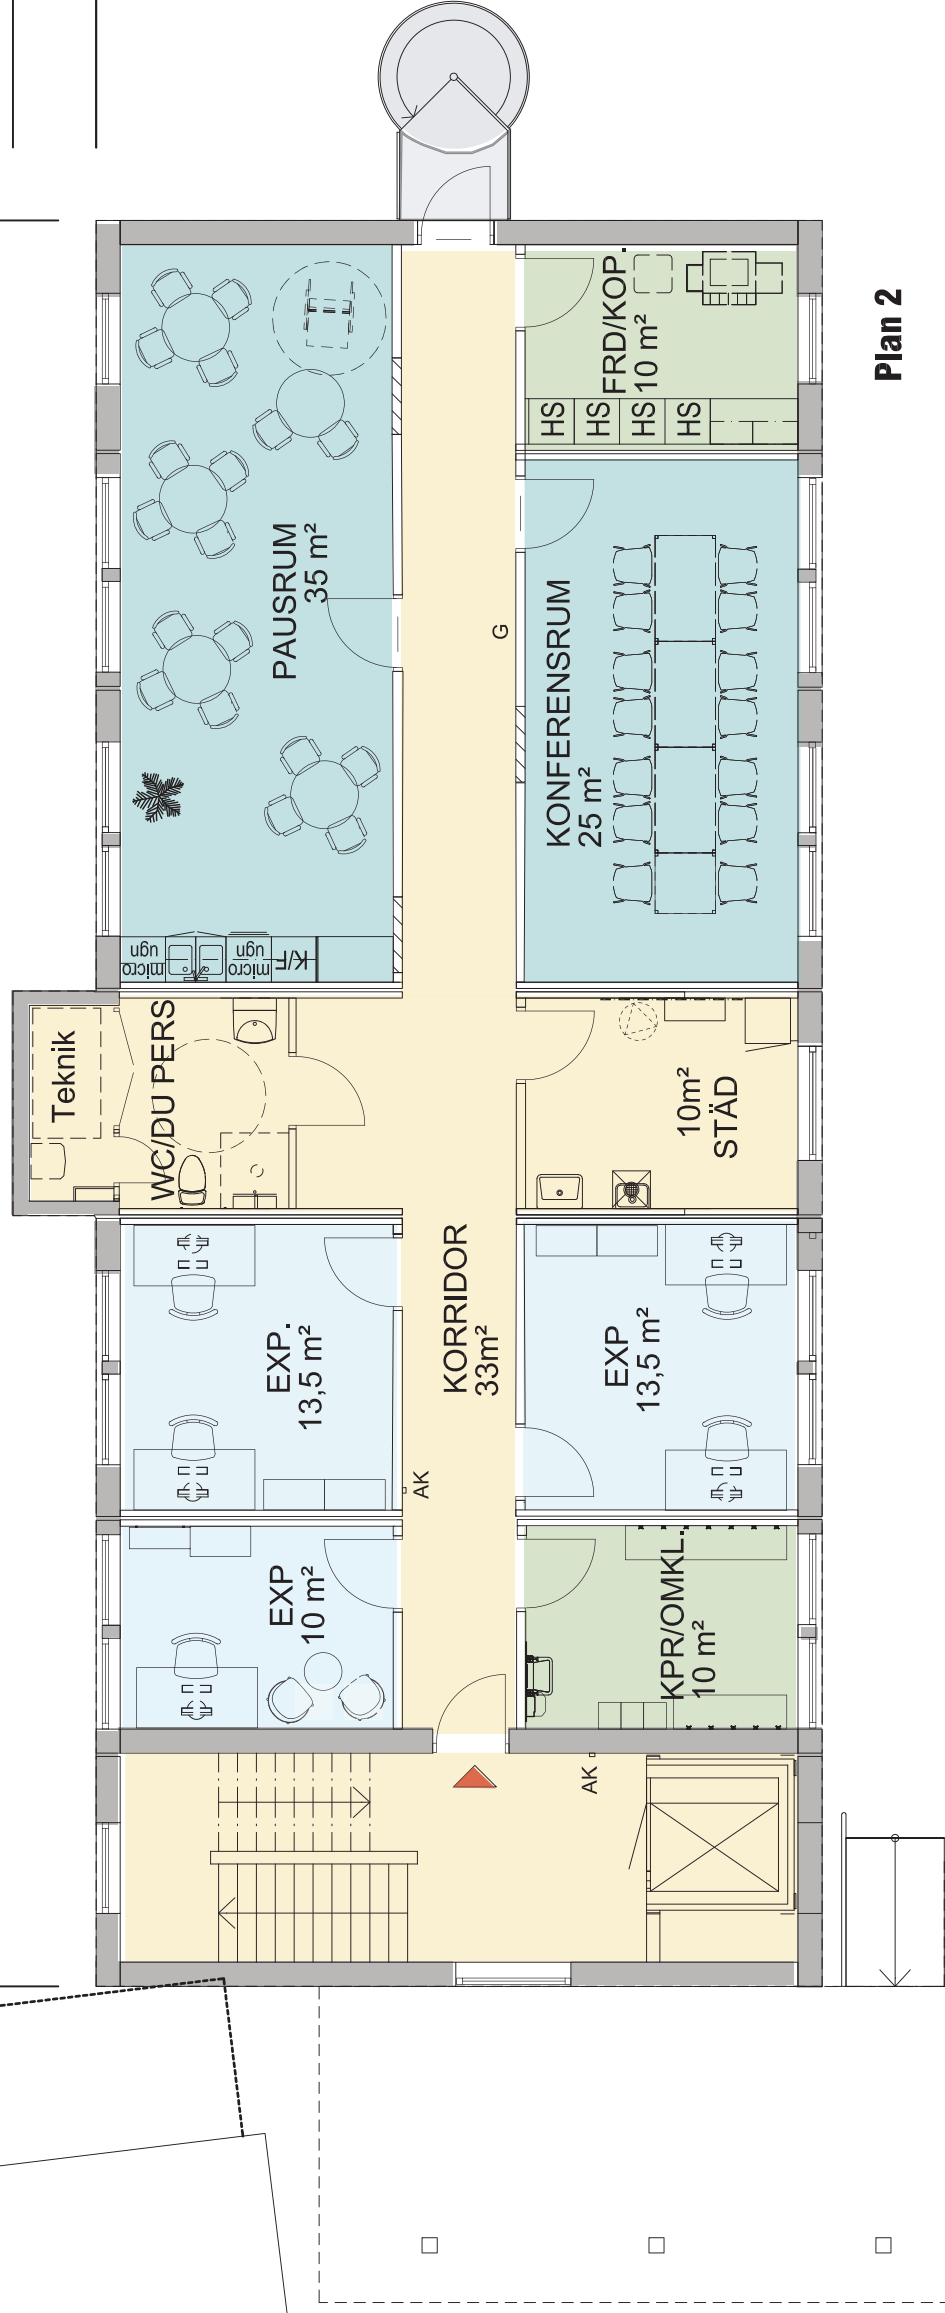 Plan 2
PAUSRUM
35 m²
FRD/KOP.
10 m²
HS
HS
HS
HS
G
KONFERENSRUM
25 m²
micro
ugn
micro
ugn
K/F
Teknik
WC/DU PERS
10m²
STÄD
EXP.
13,5 m²
KORRIDOR
33m²
EXP
13,5 m²
AK
EXP
10 m²
KPR/OMKL.
10 m²
AK